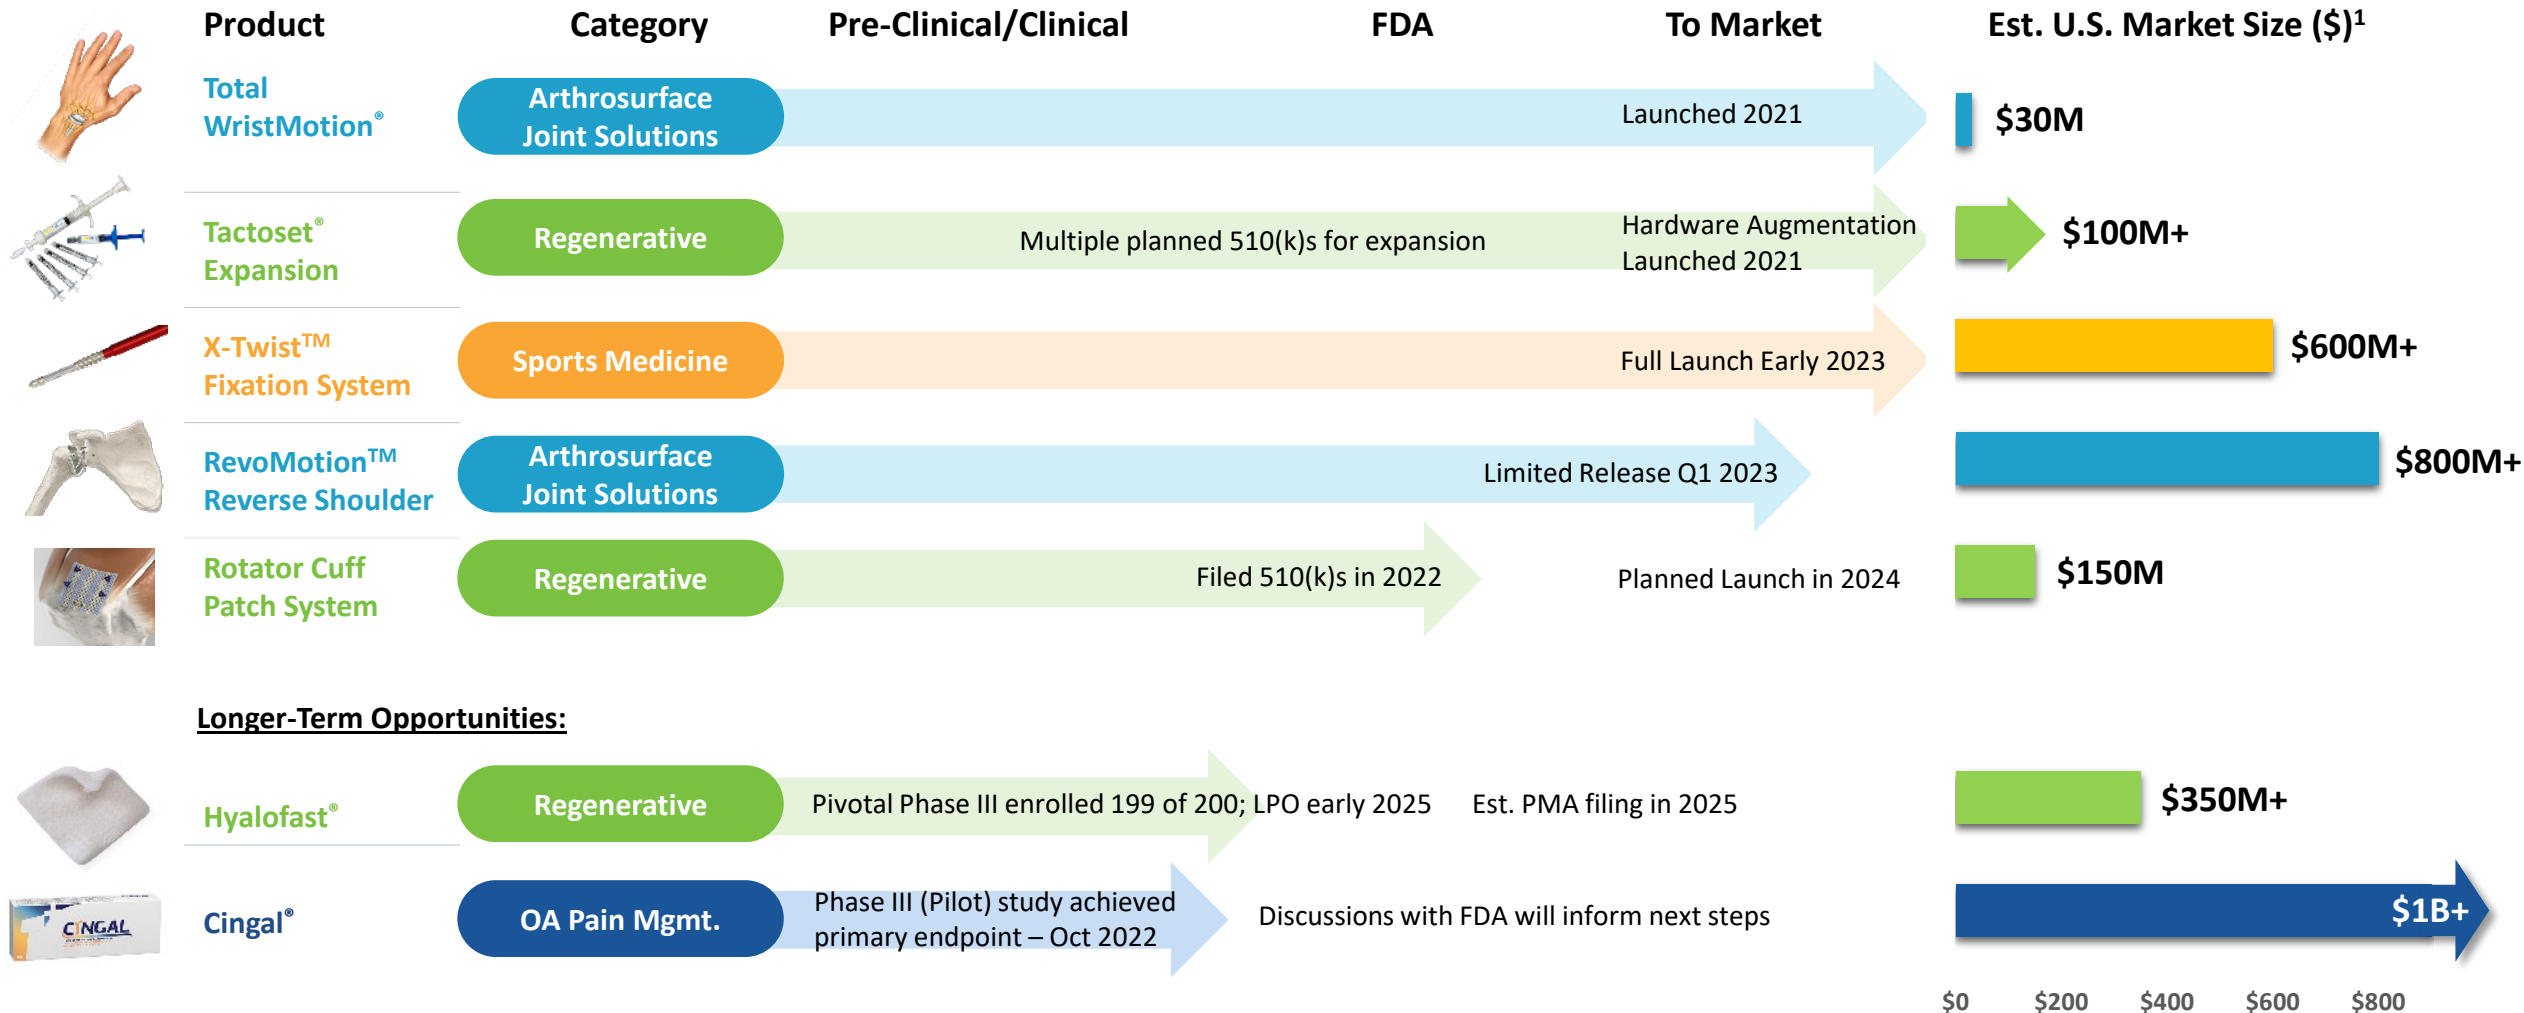 Product Category Pre-Clinical/Clinical FDA To Market Est. U.S. Market Size ($)¹
Total
WristMotion®
Arthrosurface
Joint Solutions
Launched 2021
$30M
Tactoset®
Expansion
Regenerative
Multiple planned 510(k)s for expansion
Hardware Augmentation
Launched 2021
$100M+
X-Twist™
Fixation System
Sports Medicine
Full Launch Early 2023
$600M+
RevoMotion™
Reverse Shoulder
Arthrosurface
Joint Solutions
Limited Release Q1 2023
$800M+
Rotator Cuff
Patch System
Regenerative
Filed 510(k)s in 2022
Planned Launch in 2024
$150M
Longer-Term Opportunities:
Hyalofast®
Regenerative
Pivotal Phase III enrolled 199 of 200; LPO early 2025
Est. PMA filing in 2025
$350M+
CINGAL
Cingal®
OA Pain Mgmt.
Phase III (Pilot) study achieved
primary endpoint – Oct 2022
Discussions with FDA will inform next steps
$1B+
$0 $200 $400 $600 $800